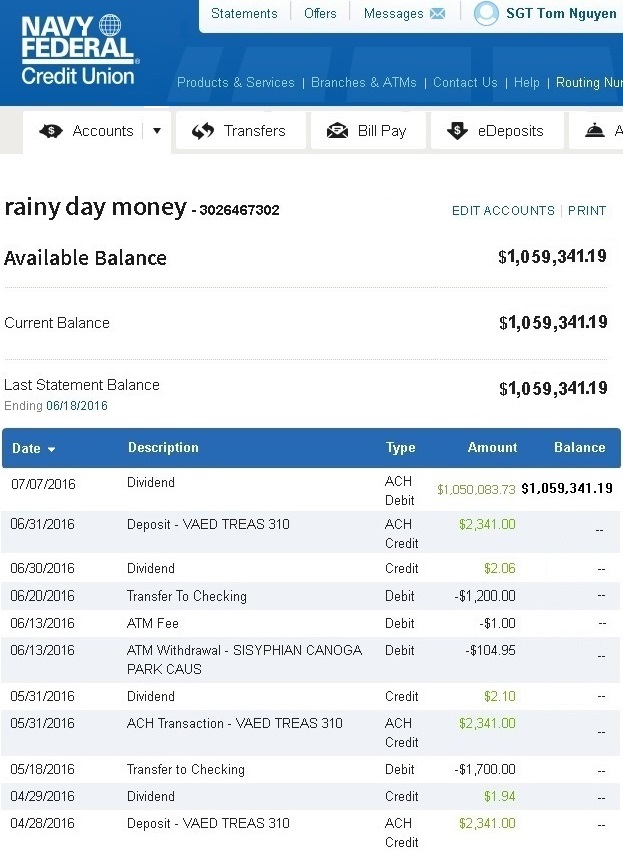 NAVY
FEDERAL
Credit Union
Statements Offers Messages SGT Tom Nguyen
Products & Services | Branches & ATMs | Contact Us | Help | Routing Nu
Accounts Transfers Bill Pay eDeposits A
rainy day money - 3026467302 EDIT ACCOUNTS | PRINT
Available Balance $1,059,341.19
Current Balance $1,059,341.19
Last Statement Balance $1,059,341.19
Ending 06/18/2016
Date Description Type Amount Balance
07/07/2016 Dividend ACH Debit $1,050,083.73 $1,059,341.19
06/31/2016 Deposit - VAED TREAS 310 ACH Credit $2,341.00 --
06/30/2016 Dividend Credit $2.06 --
06/20/2016 Transfer To Checking Debit -$1,200.00 --
06/13/2016 ATM Fee Debit -$1.00 --
06/13/2016 ATM Withdrawal - SISYPHIAN CANOGA PARK CAUS Debit -$104.95 --
05/31/2016 Dividend Credit $2.10 --
05/31/2016 ACH Transaction - VAED TREAS 310 ACH Credit $2,341.00 --
05/18/2016 Transfer to Checking Debit -$1,700.00 --
04/29/2016 Dividend Credit $1.94 --
04/28/2016 Deposit - VAED TREAS 310 ACH Credit $2,341.00 --